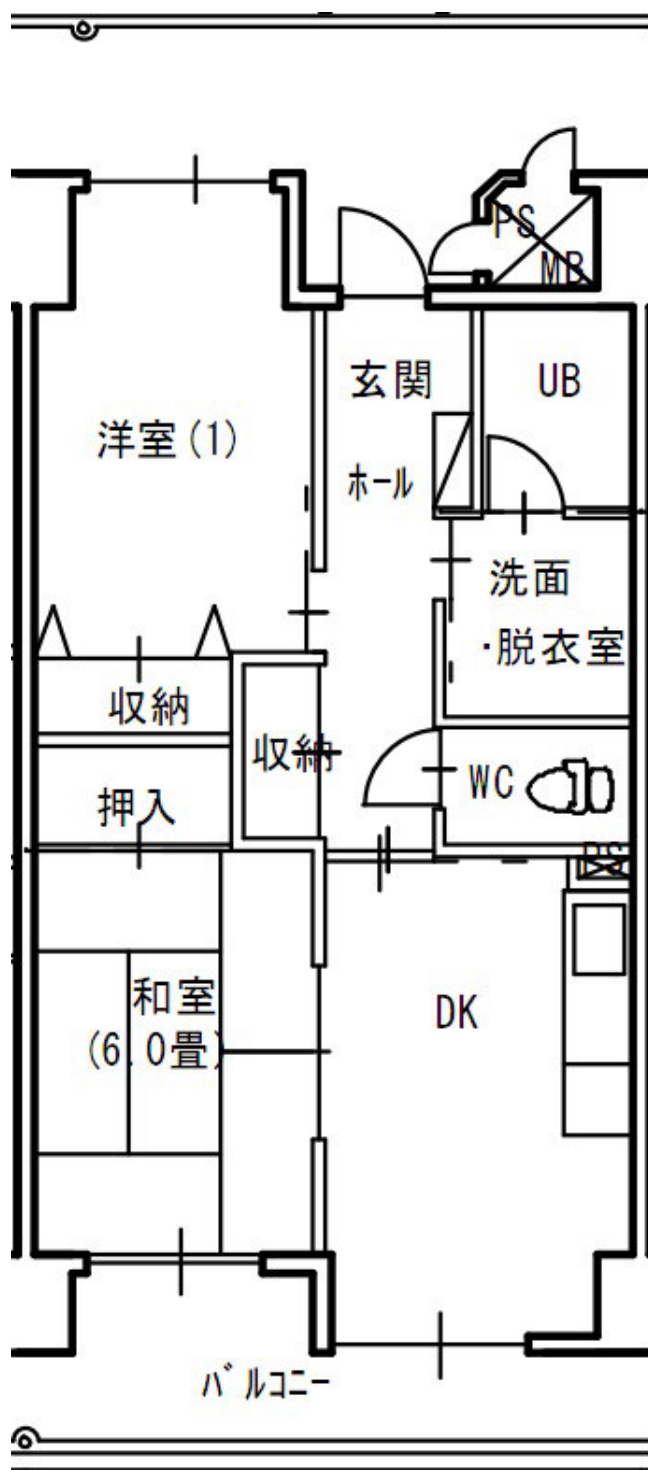 PS
MB
玄関
UB
洋室(1)
ホール
洗面
・脱衣室
収納
収納
WC
押入
PS
和室
(6.0畳)
DK
バルコニー